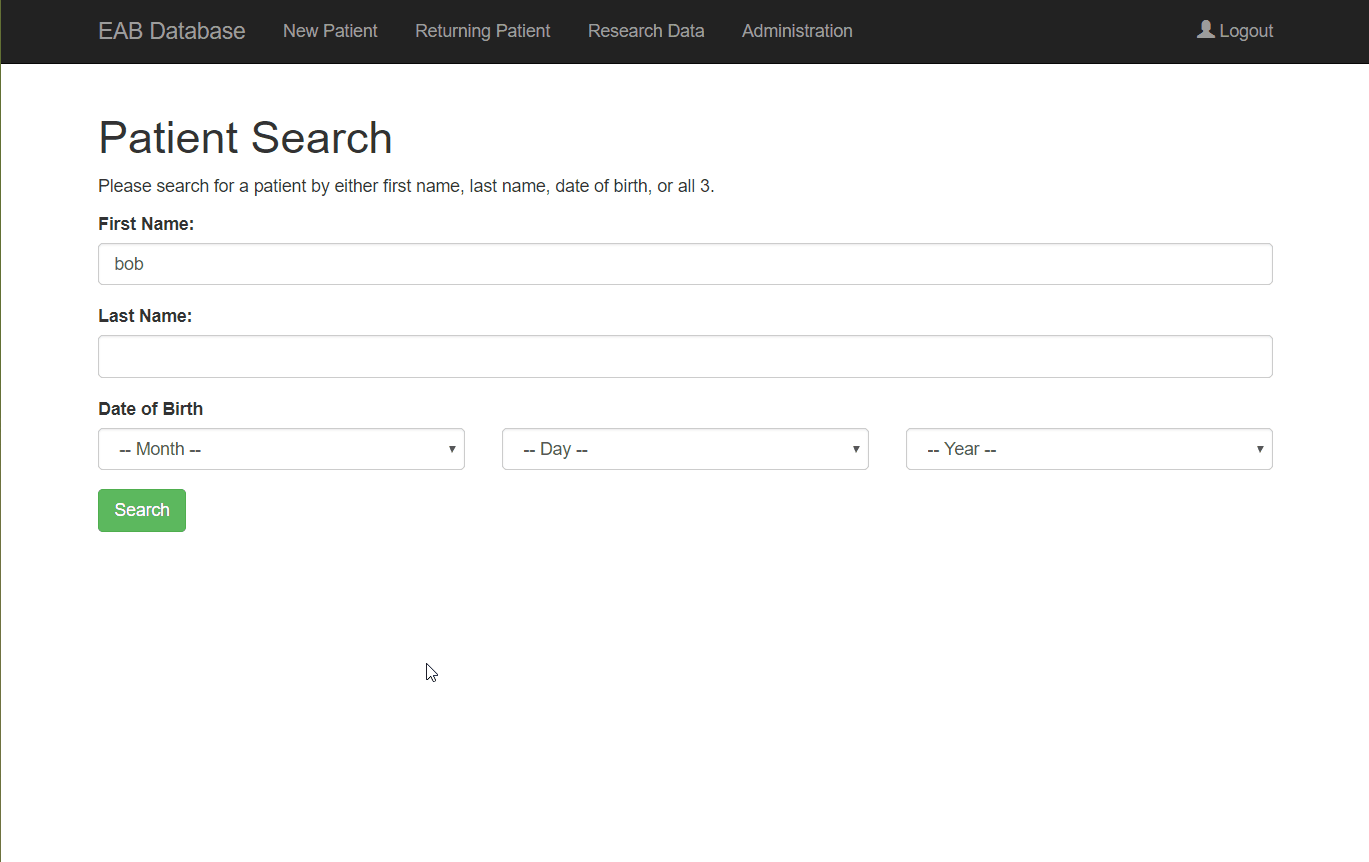 EAB Database New Patient Returning Patient Research Data Administration Logout
Patient Search
Please search for a patient by either first name, last name, date of birth, or all 3.
First Name:
bob
Last Name:
Date of Birth
-- Month -- -- Day -- -- Year --
Search